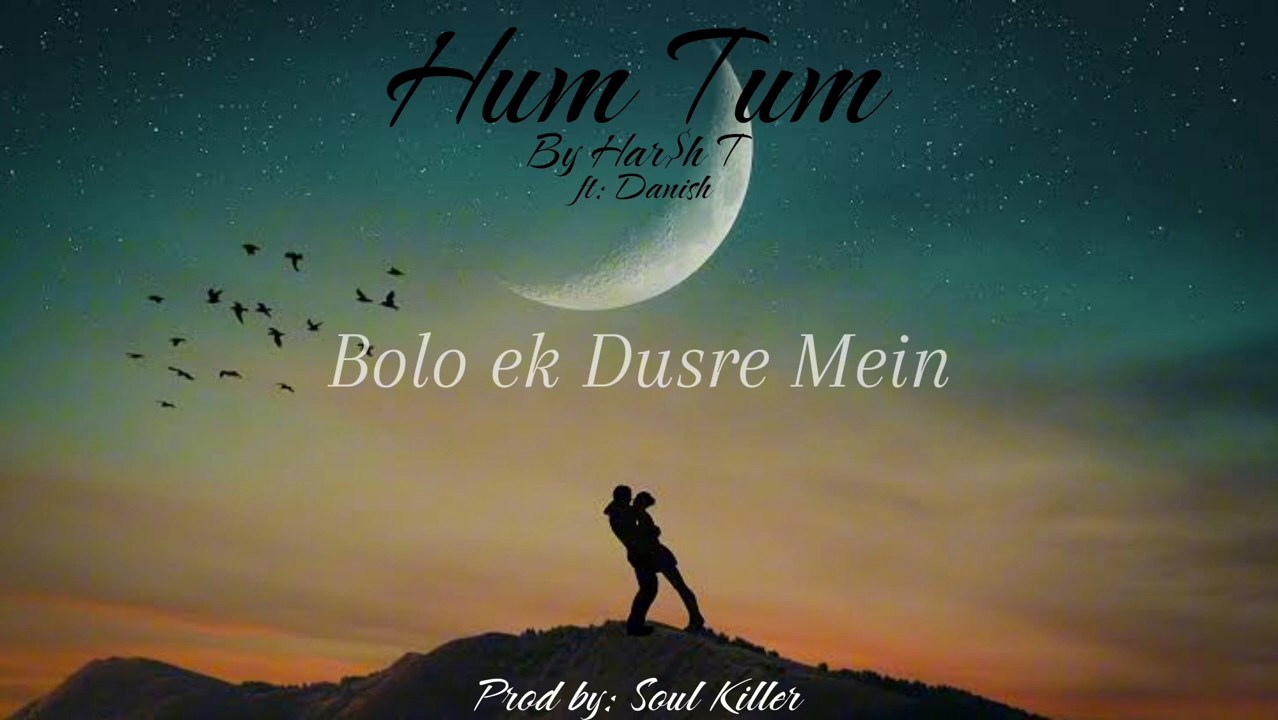 Hum Tum
By Har$h T
ft: Danish
Bolo ek Dusre Mein
Prod by: Soul Killer